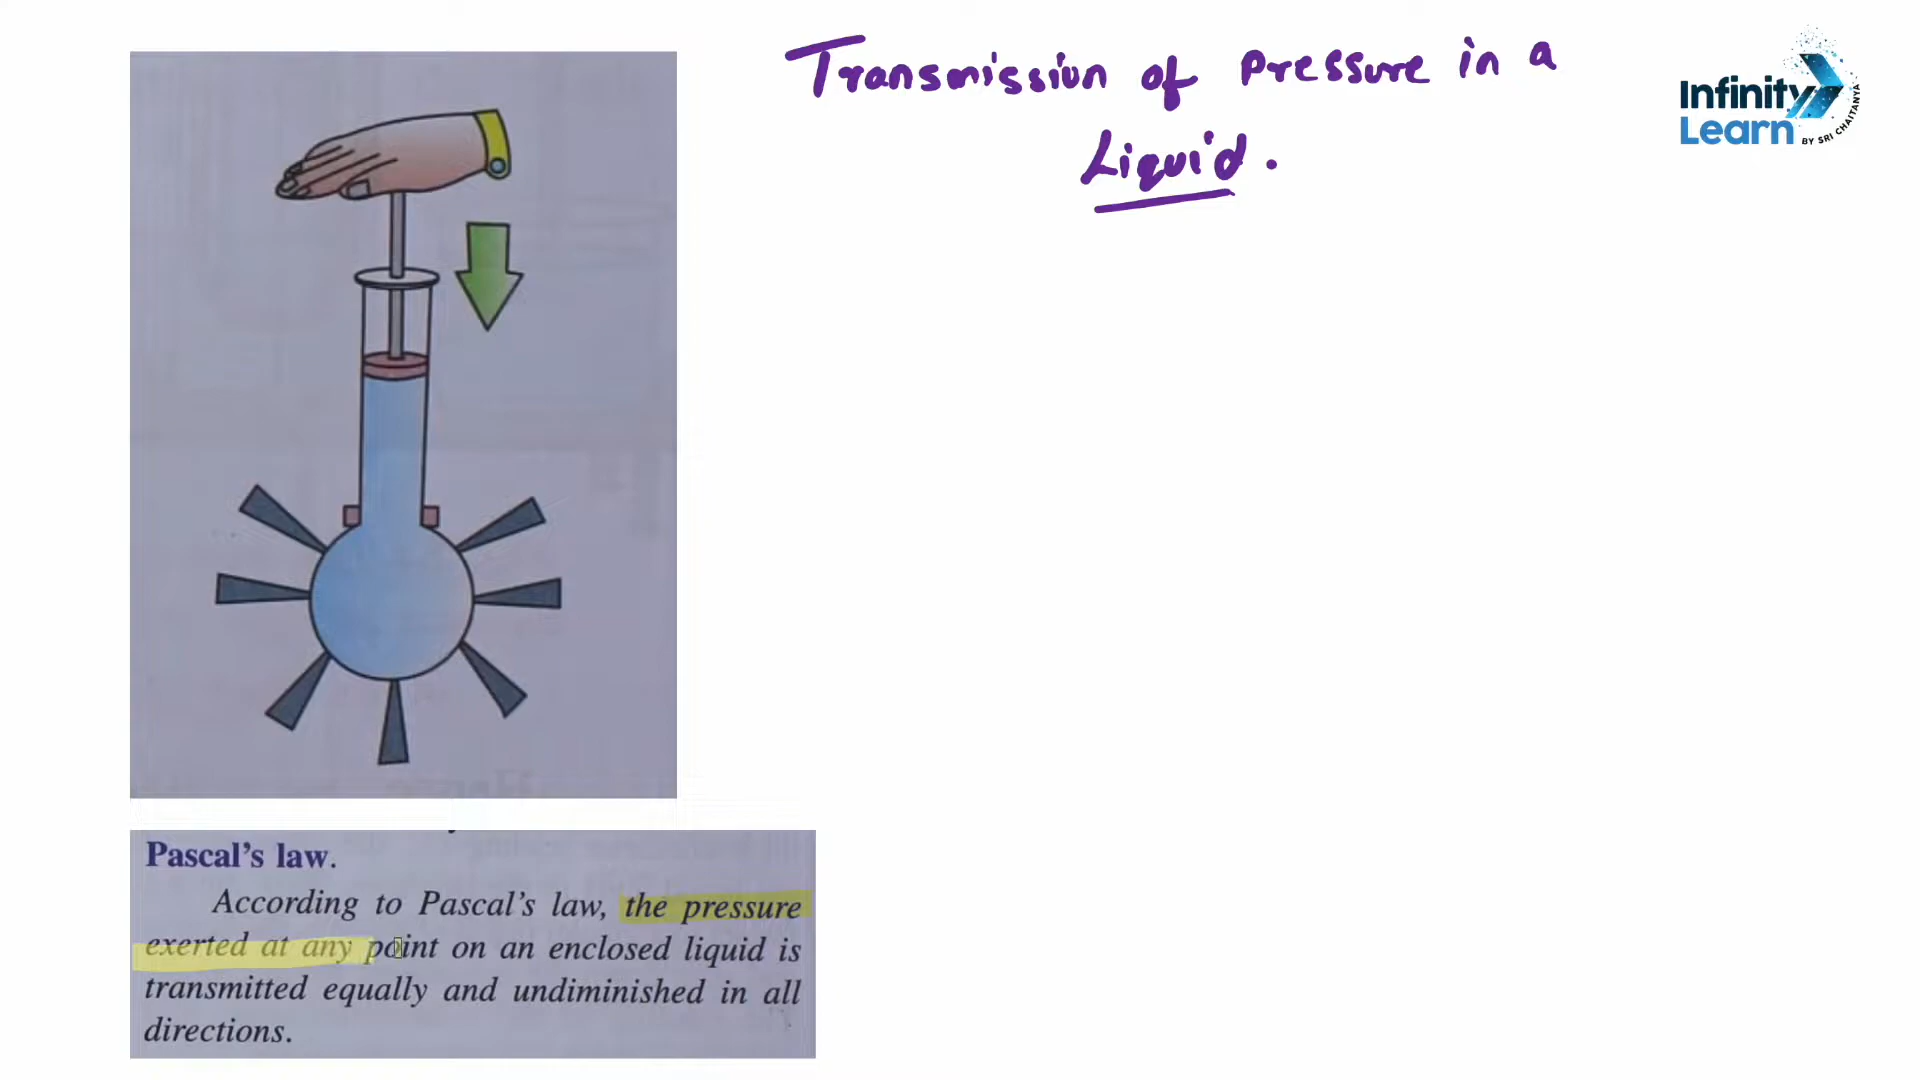 Transmission of Pressure in a
Liquid.
Infinity
Learn
BY SRI CHAITANYA
Pascal's law.
According to Pascal's law, the pressure
exerted at any point on an enclosed liquid is
transmitted equally and undiminished in all
directions.